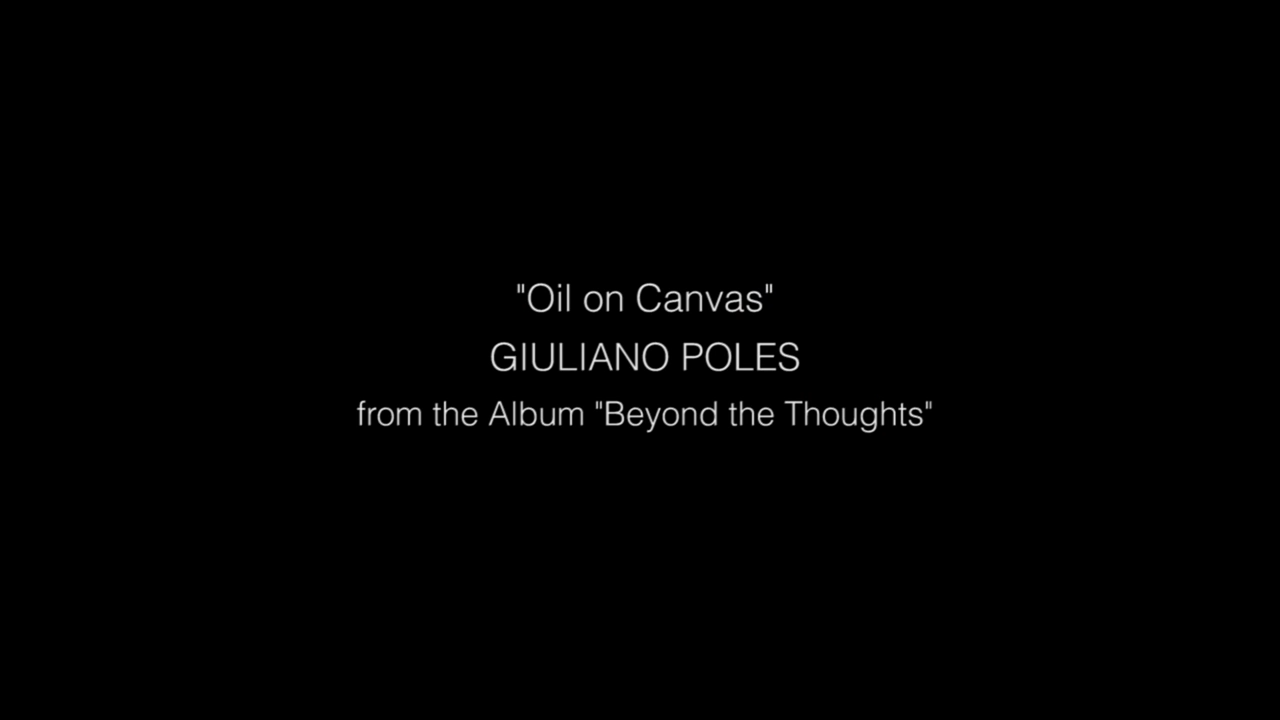 "Oil on Canvas"
GIULIANO POLES
from the Album "Beyond the Thoughts"